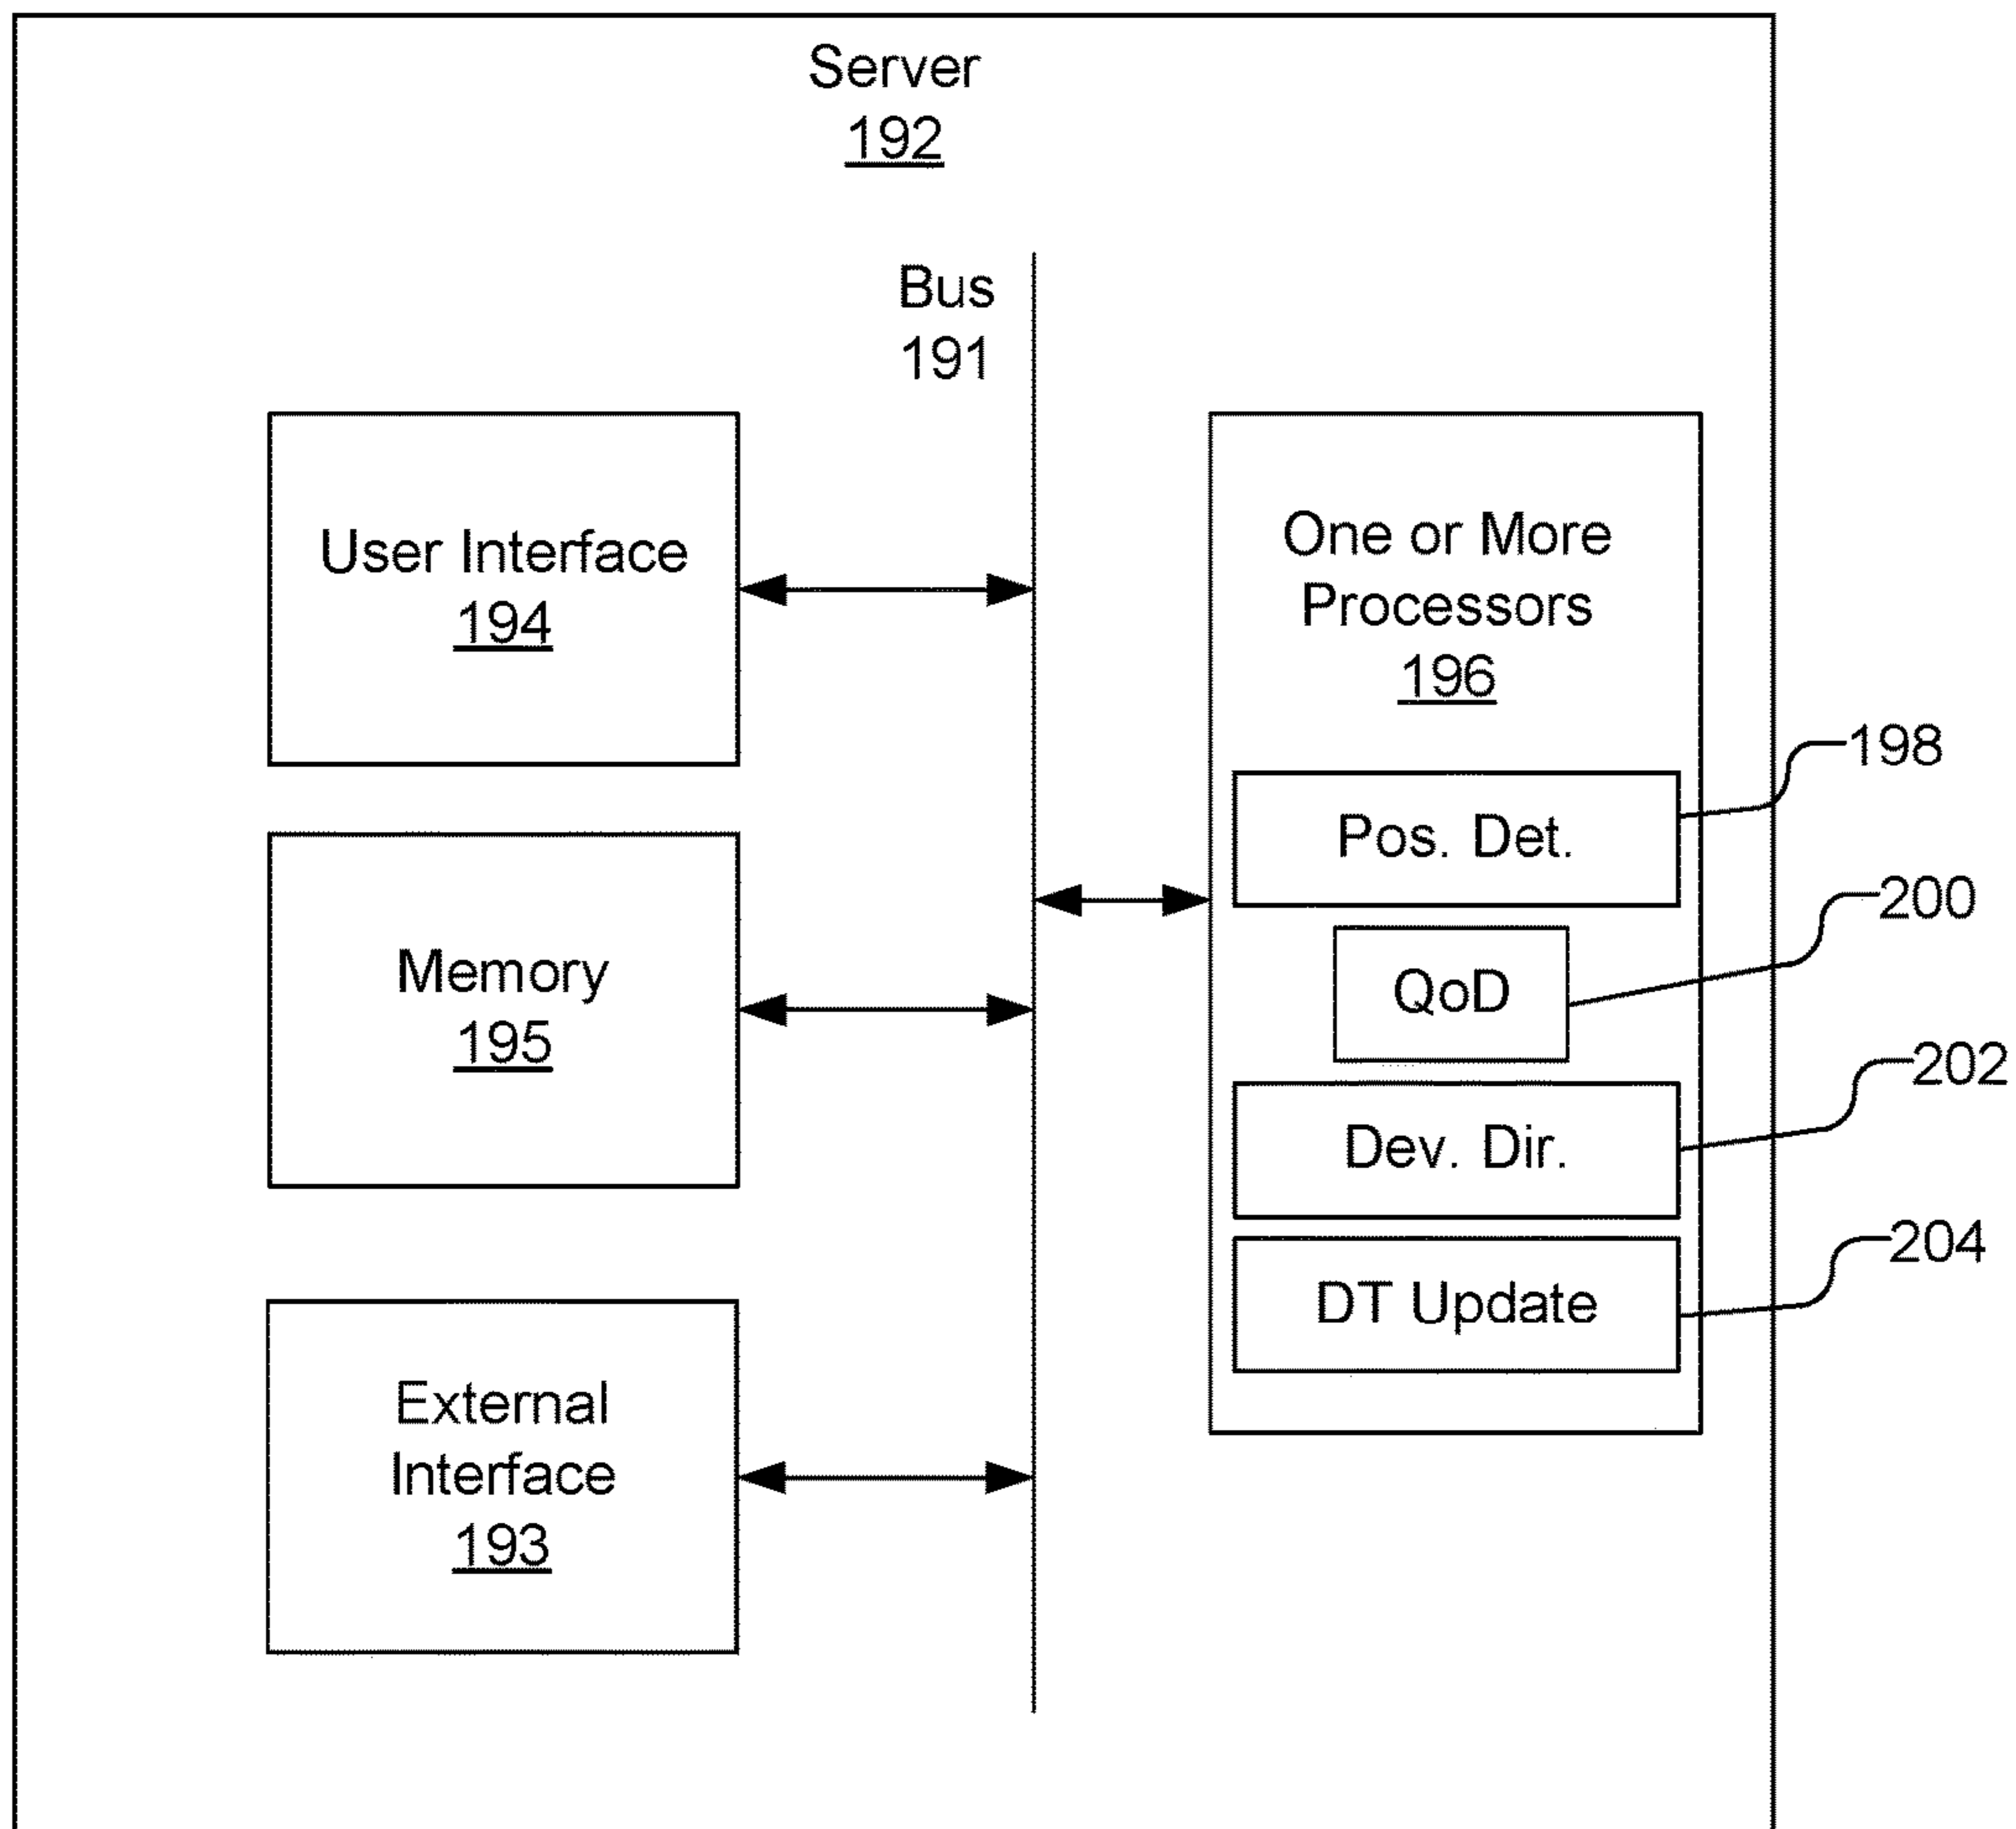 Server
192
Bus
191
User Interface
194
Memory
195
External
Interface
193
One or More
Processors
196
Pos. Det.
QoD
Dev. Dir.
DT Update
198
200
202
204